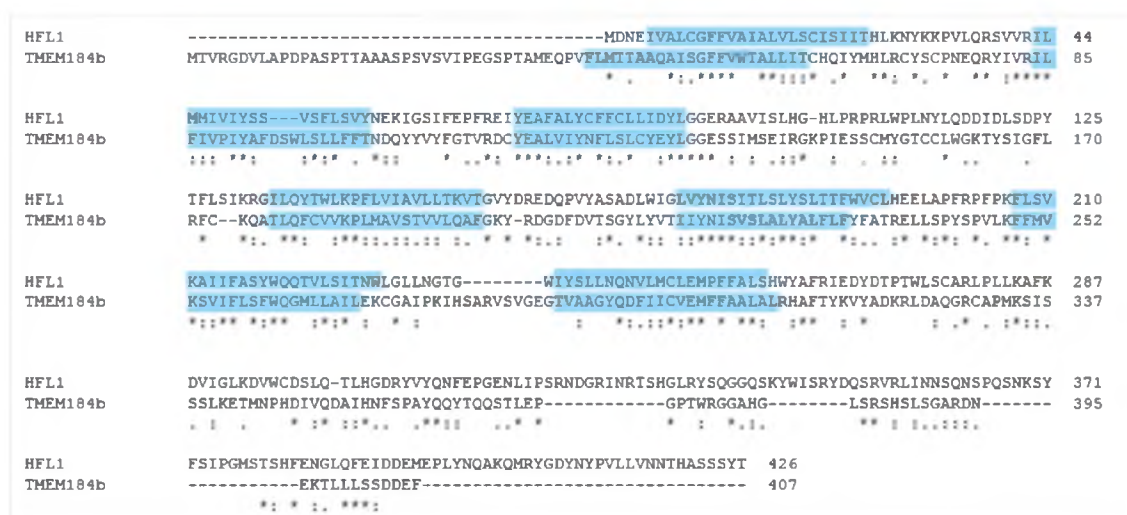 HFL1 ------------------------------------------MDNEIVALCGFFVAIALVLSCISIITHLKNYKKPVLQRSVVRIL 44
TMEM184b MTVRGDVLAPDPASPTTAAASPSVSVIPEGSPTAMEQPVFLMTTAAQAISGFFVWTALLITCHQIYMHLRCYSCPNEQRYIVRIL 85
HFL1 MMIVIYSS---VSFLSVYNEKIGSIFEPFREIYEAFALYCFFCLLIDYLGGERAAVISLHG-HLPRPRLWPLNYLQDDIDLSDPY 125
TMEM184b FIVPIYAFDSWLSLLFFTNDQYYVYFGTVRDCYEALVIYNFLSLCYEYLGGESSIMSEIRGKPIESSCMYGTCCLWGKTYSIGFL 170
HFL1 TFLSIKRGILQYTWLKPFLVIAVLLTKVTGVYDREDQPVYASADLWIGLVYNISITLSLYSLTTFWVCLHEELAPFRPFPKFLSV 210
TMEM184b RFC--KQATLQFCVVKPLMAVSTVVLQAFGKY-RDGDFDVTSGYLYVTIIYNISVSLALYALFLFYFATRELLSPYSPVLKFFMV 252
HFL1 KAIIFASYWQQTVLSITNWLGLLNGTG--------WIYSLLNQNVLMCLEMPFFALSHWYAFRIEDYDTPTWLSCARLPLLKAFK 287
TMEM184b KSVIFLSFWQGMLLAILEKCGAIPKIHSARVSVGEGTVAAGYQDFIICVEMFFAALALRHAFTYKVYADKRLDAQGRCAPMKSIS 337
HFL1 DVIGLKDVWCDSLQ-TLHGDRYVYQNFEPGENLIPSRNDGRINRTSHGLRYSQGGQSKYWISRYDQSRVRLINNSQNSPQSNKSY 371
TMEM184b SSLKETMNPHDIVQDAIHNFSPAYQQYTQQSTLEP------------GPTWRGGAHG--------LSRSHSLSGARDN------- 395
HFL1 FSIPGMSTSHFENGLQFEIDDEMEPLYNQAKQMRYGDYNYPVLLVNNTHASSSYT 426
TMEM184b -----------EKTLLLSSDDEF-------------------------------- 407